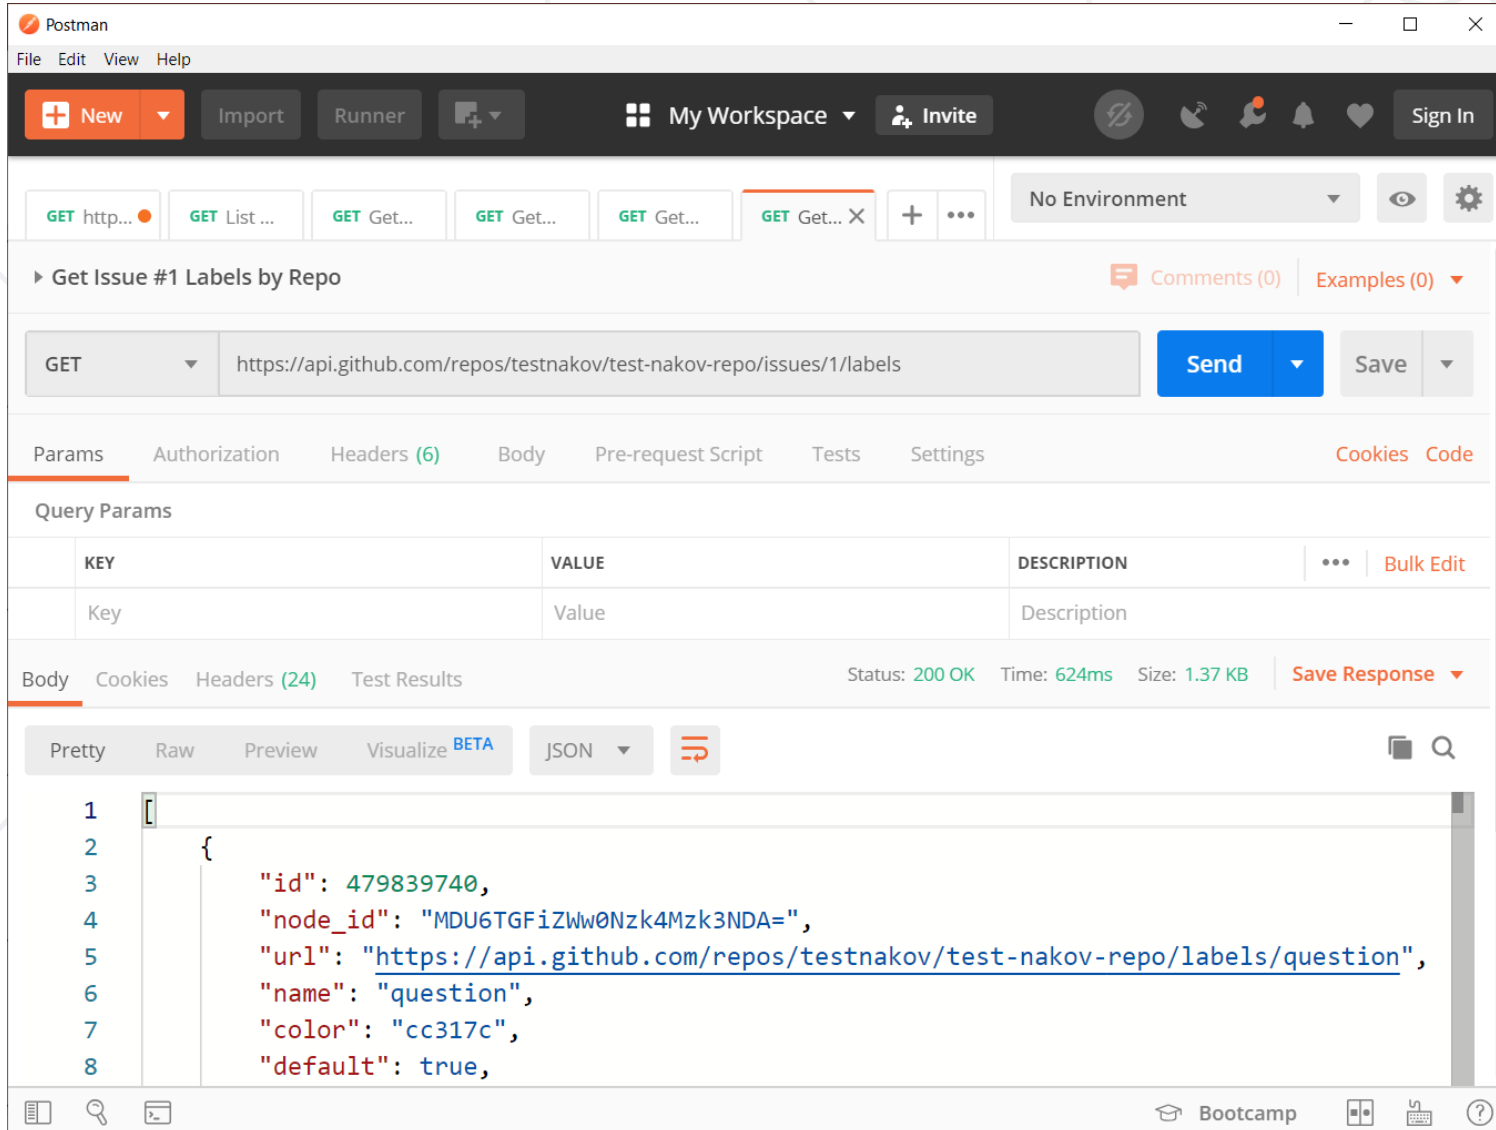 Postman
File Edit View Help
New Import Runner My Workspace Invite Sign In
GET http... GET List ... GET Get... GET Get... GET Get... GET Get... No Environment
Get Issue #1 Labels by Repo Comments (0) Examples (0)
GET https://api.github.com/repos/testnakov/test-nakov-repo/issues/1/labels Send Save
Params Authorization Headers (6) Body Pre-request Script Tests Settings Cookies Code
Query Params
KEY VALUE DESCRIPTION Bulk Edit
Key Value Description
Body Cookies Headers (24) Test Results Status: 200 OK Time: 624ms Size: 1.37 KB Save Response
Pretty Raw Preview Visualize BETA JSON
1 [
2 {
3 "id": 479839740,
4 "node_id": "MDU6TGFiZWw0Nzk4Mzk3NDA=",
5 "url": "https://api.github.com/repos/testnakov/test-nakov-repo/labels/question",
6 "name": "question",
7 "color": "cc317c",
8 "default": true,
Bootcamp